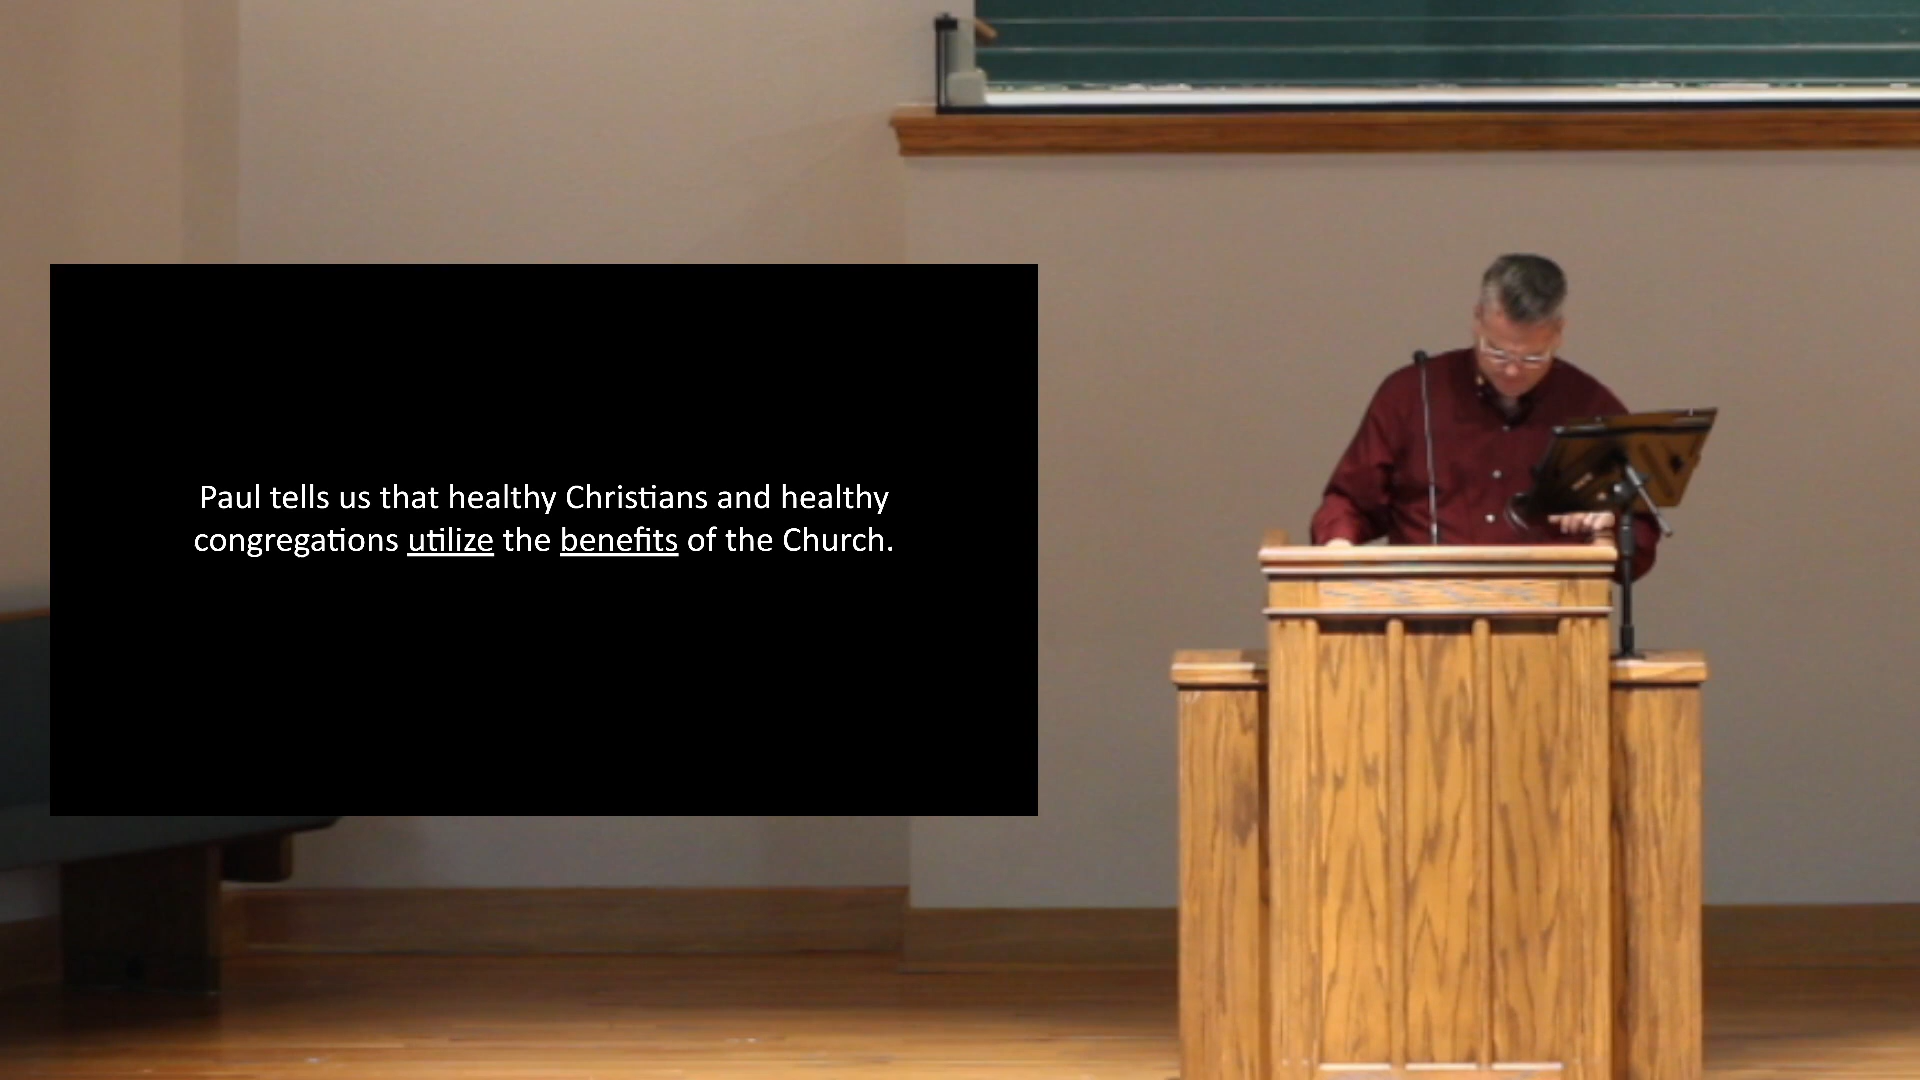 Paul tells us that healthy Christians and healthy
congregations utilize the benefits of the Church.